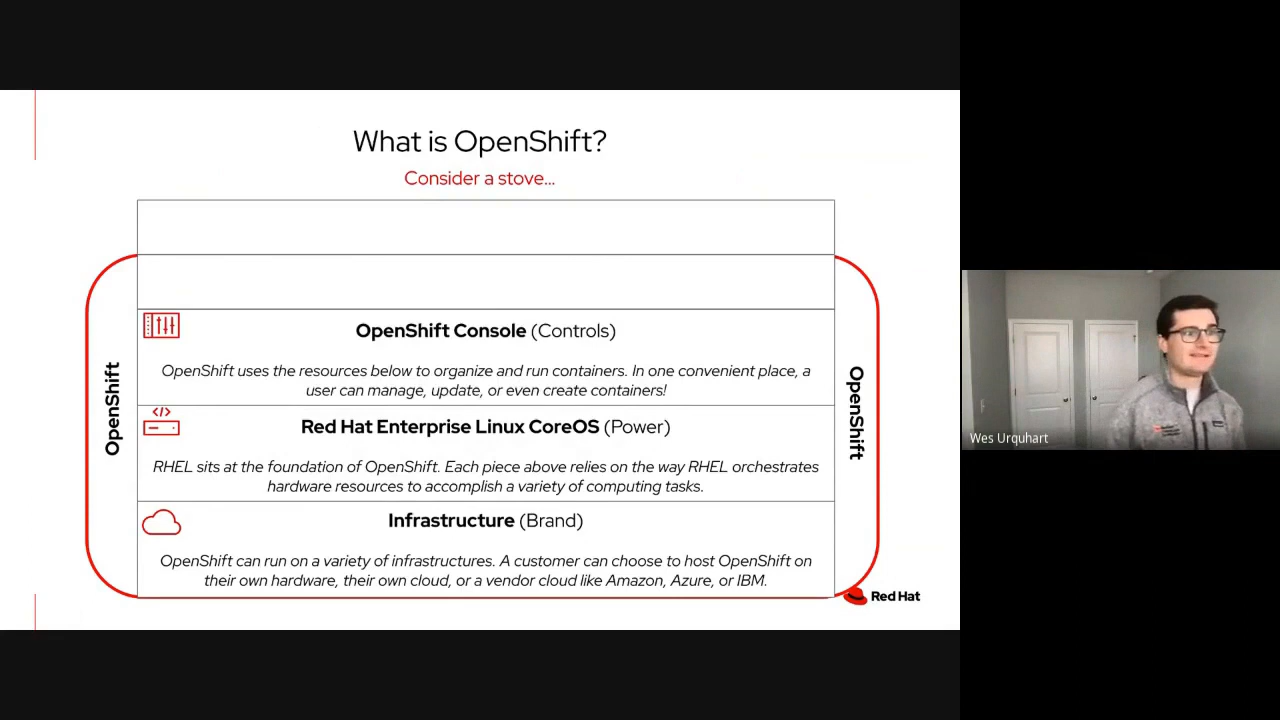 What is OpenShift?
Consider a stove...
OpenShift Console (Controls)
OpenShift uses the resources below to organize and run containers. In one convenient place, a
user can manage, update, or even create containers!
</>
Red Hat Enterprise Linux CoreOS (Power)
RHEL sits at the foundation of OpenShift. Each piece above relies on the way RHEL orchestrates
hardware resources to accomplish a variety of computing tasks.
Infrastructure (Brand)
OpenShift can run on a variety of infrastructures. A customer can choose to host OpenShift on
their own hardware, their own cloud, or a vendor cloud like Amazon, Azure, or IBM.
OpenShift
OpenShift
Red Hat
Wes Urquhart